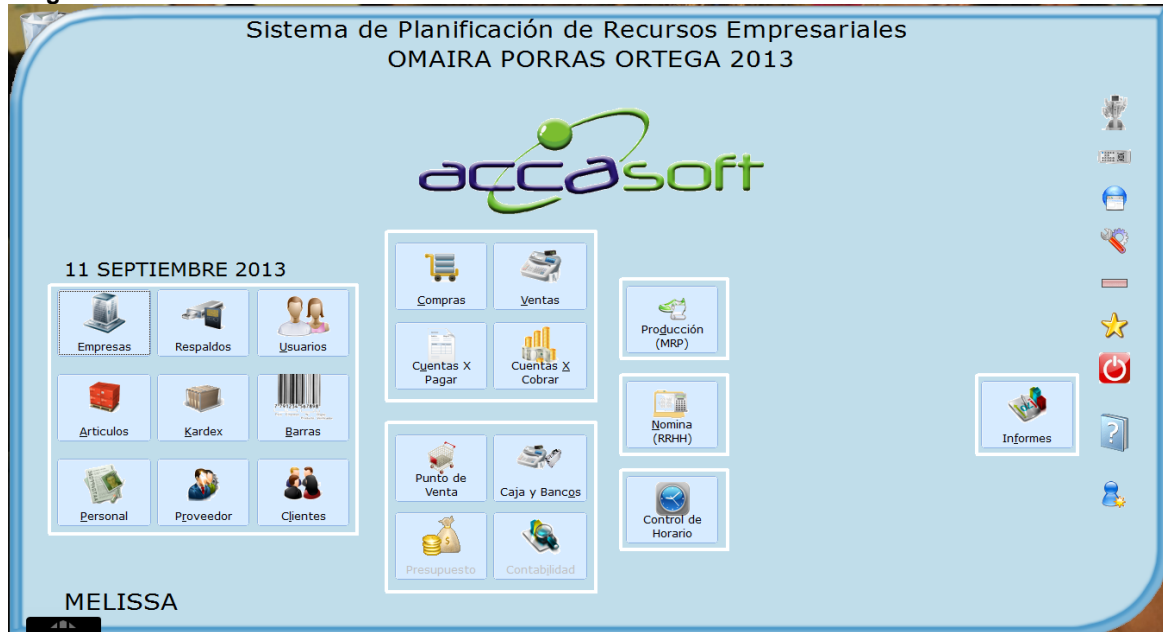 Sistema de Planificación de Recursos Empresariales
OMAIRA PORRAS ORTEGA 2013
accasoft
11 SEPTIEMBRE 2013
Empresas
Respaldos
Usuarios
Articulos
Kardex
Barras
Personal
Proveedor
Clientes
Compras
Ventas
Cuentas X
Pagar
Cuentas X
Cobrar
Punto de
Venta
Caja y Bancos
Presupuesto
Contabilidad
Producción
(MRP)
Nomina
(RRHH)
Control de
Horario
Informes
MELISSA